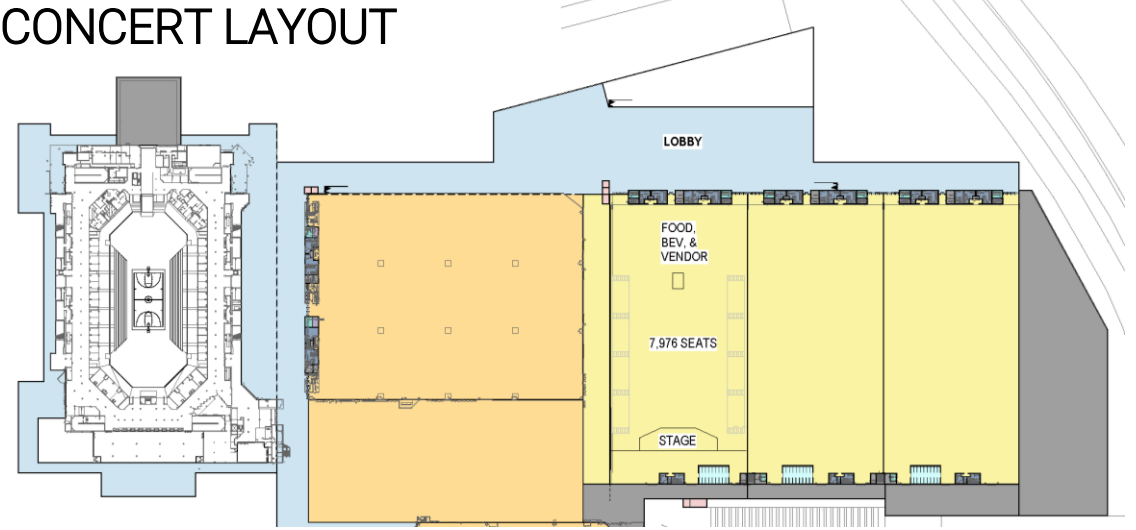 CONCERT LAYOUT
LOBBY
FOOD,
BEV, &
VENDOR
7,976 SEATS
STAGE